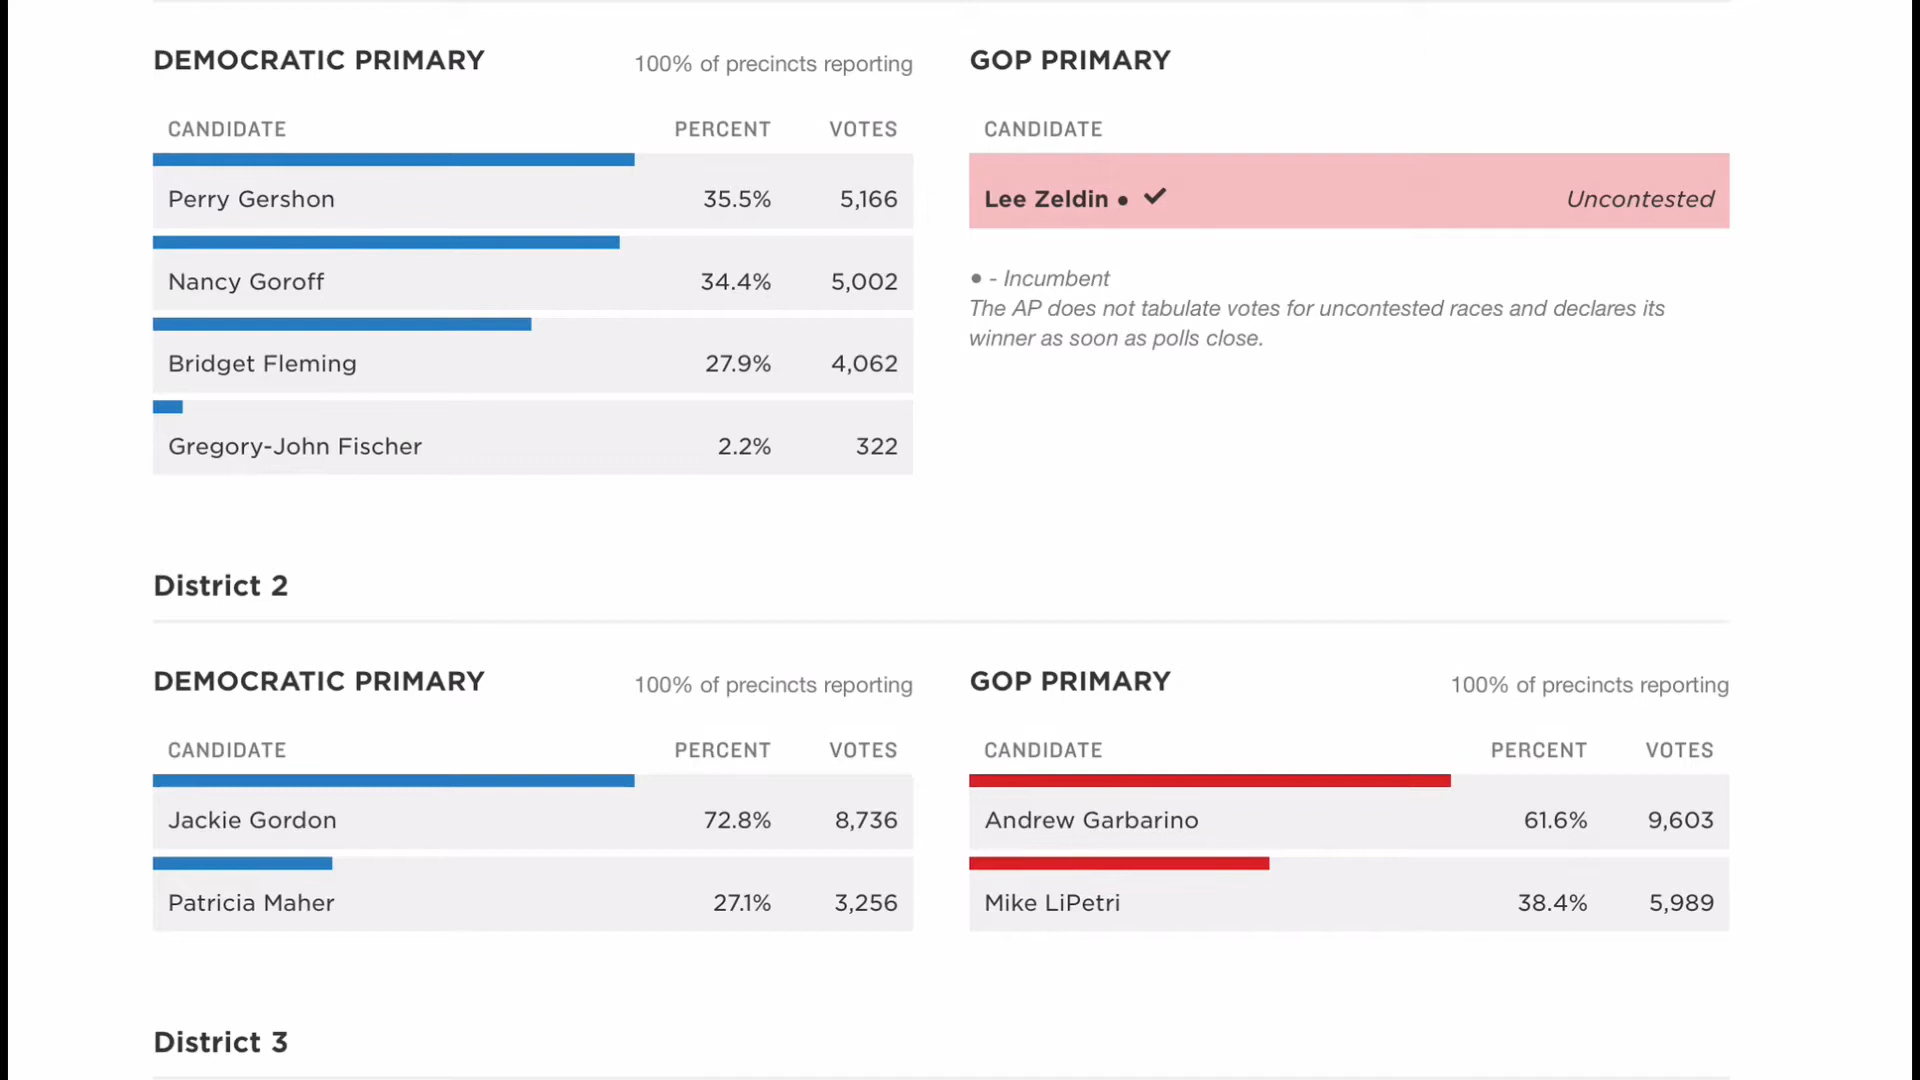 DEMOCRATIC PRIMARY 100% of precincts reporting
CANDIDATE PERCENT VOTES
Perry Gershon 35.5% 5,166
Nancy Goroff 34.4% 5,002
Bridget Fleming 27.9% 4,062
Gregory-John Fischer 2.2% 322
GOP PRIMARY
CANDIDATE
Lee Zeldin ● ✓ Uncontested
● - Incumbent
The AP does not tabulate votes for uncontested races and declares its
winner as soon as polls close.
District 2
DEMOCRATIC PRIMARY 100% of precincts reporting
CANDIDATE PERCENT VOTES
Jackie Gordon 72.8% 8,736
Patricia Maher 27.1% 3,256
GOP PRIMARY 100% of precincts reporting
CANDIDATE PERCENT VOTES
Andrew Garbarino 61.6% 9,603
Mike LiPetri 38.4% 5,989
District 3